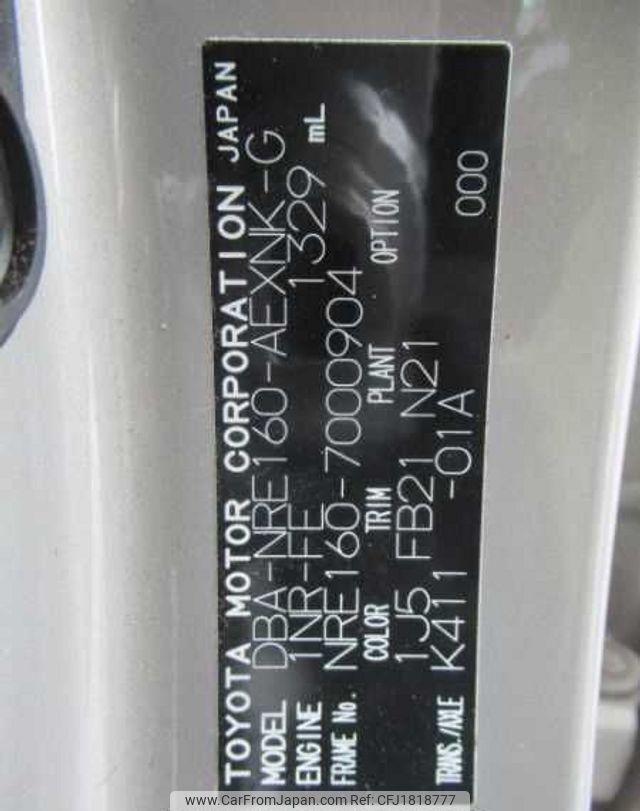 TOYOTA MOTOR CORPORATION JAPAN
MODEL DBA-NRE160-AEXNK-G
ENGINE 1NR-FE 1329 mL
FRAME No. NRE160-7000904
COLOR TRIM PLANT OPTION
1J5 FB21 N21
TRANS./AXLE K411 -01A 000
www.CarFromJapan.com | Ref:CFJ1818777